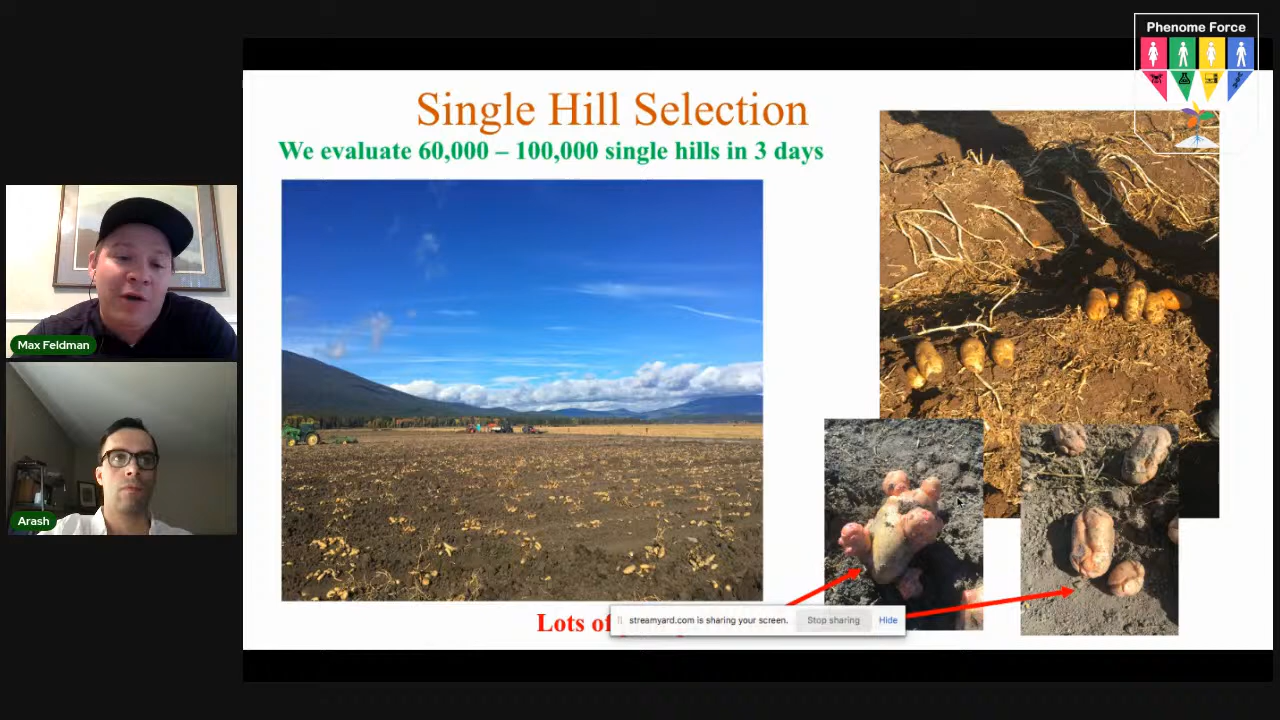 Phenome Force
Single Hill Selection
We evaluate 60,000 – 100,000 single hills in 3 days
Max Feldman
Arash
Lots of
streamyard.com is sharing your screen.
Stop sharing
Hide